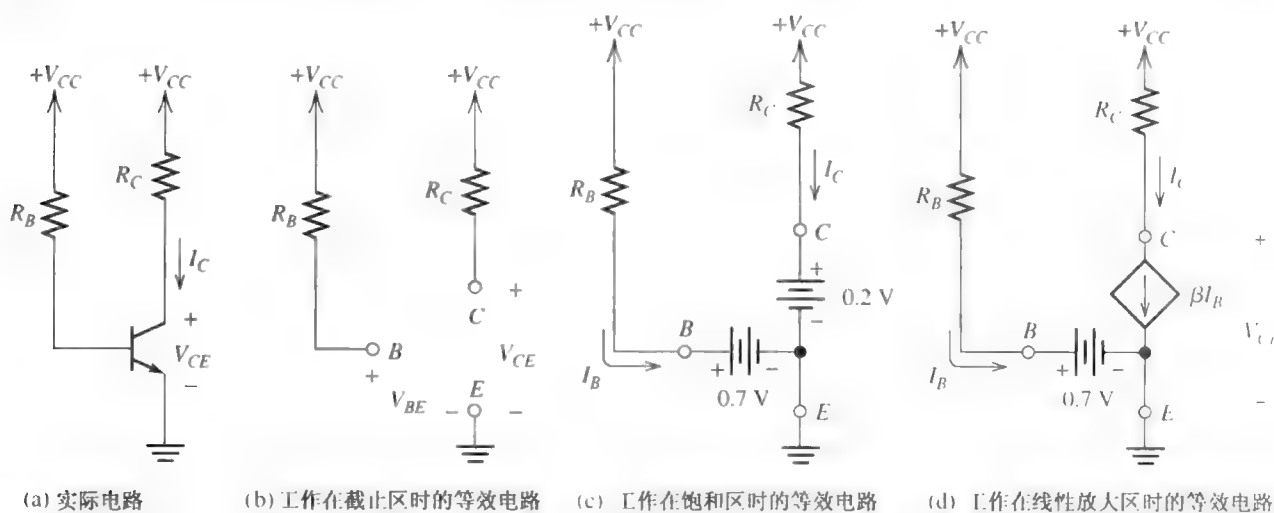 +V_CC +V_CC
R_B
R_C
I_C
+
V_CE
−
(a) 实际电路
+V_CC +V_CC
R_B
R_C
C +
B
+
V_BE
V_CE
E
− −
(b) 工作在截止区时的等效电路
+V_CC +V_CC
R_C
R_B
I_C
C
+
0.2 V
−
B
I_B
+ −
0.7 V
E
(c) 工作在饱和区时的等效电路
+V_CC +V_CC
R_C
R_B
C +
βI_B
B
I_B
+ −
0.7 V
−
E
(d) 工作在线性放大区时的等效电路